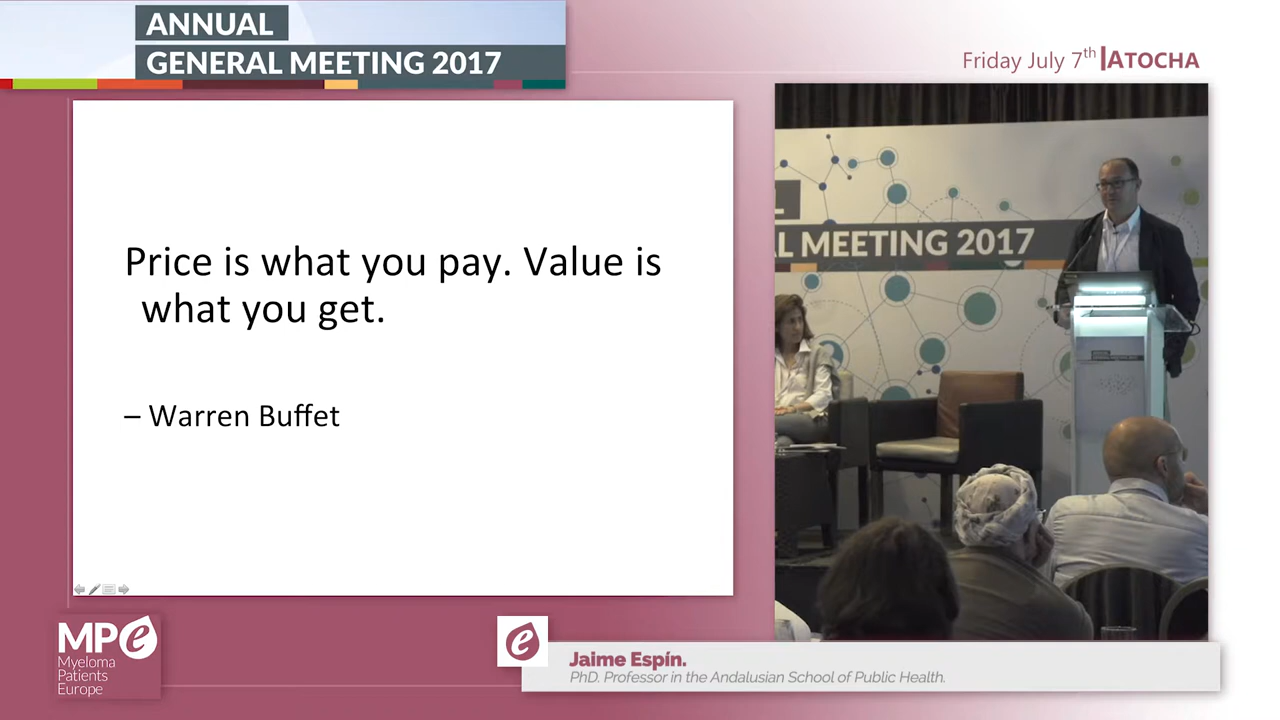 ANNUAL
GENERAL MEETING 2017
Friday July 7th | ATOCHA
Price is what you pay. Value is
what you get.
– Warren Buffet
L MEETING 2017
MPe
Myeloma
Patients
Europe
e
Jaime Espín.
PhD. Professor in the Andalusian School of Public Health.